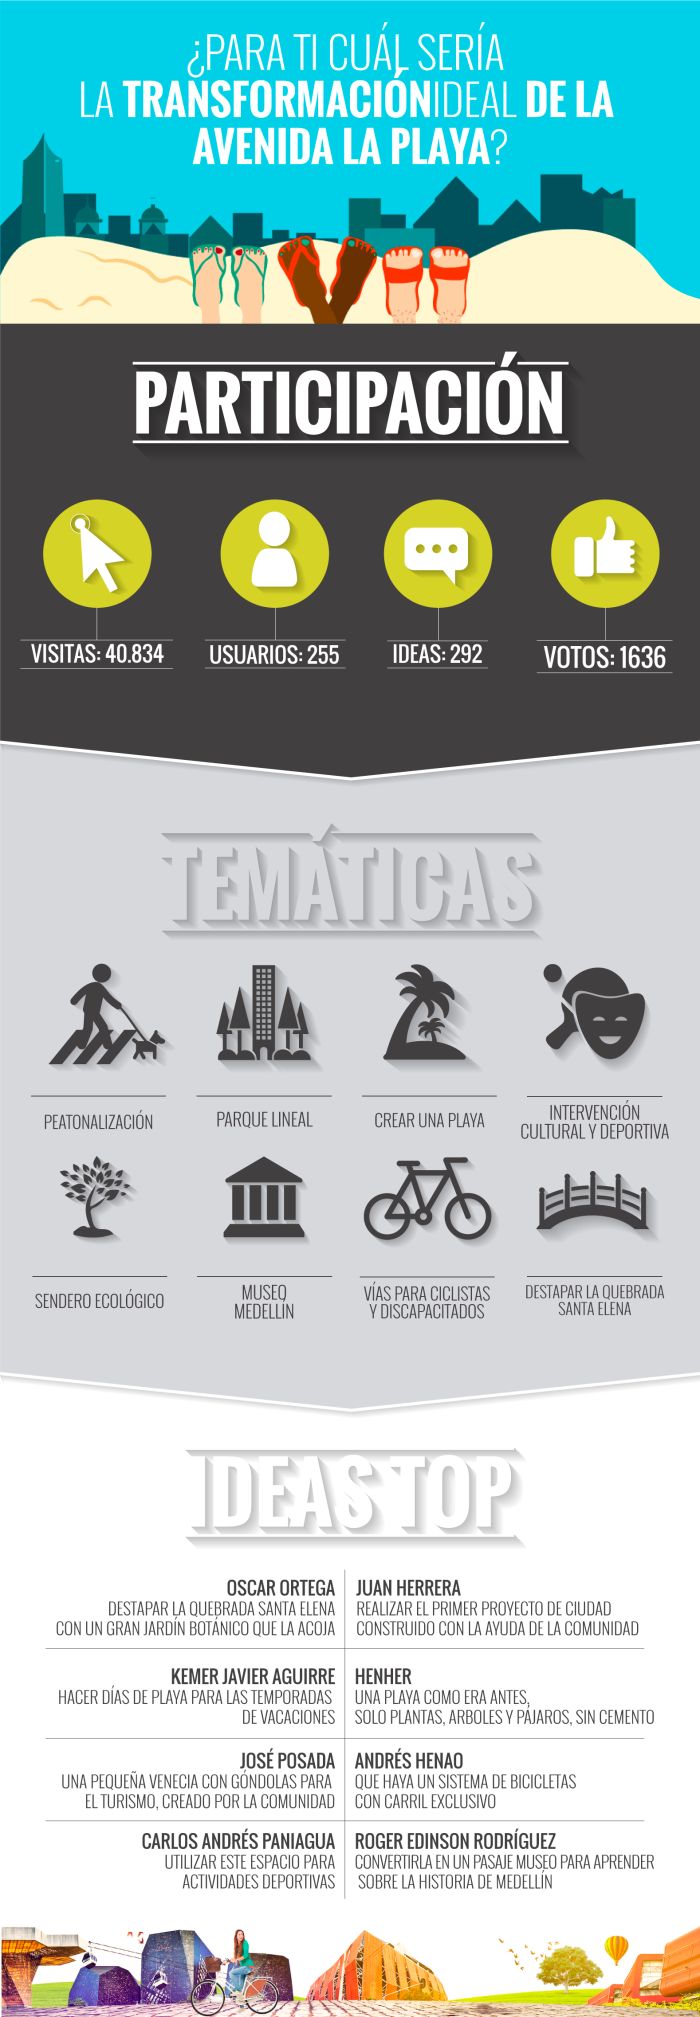 ¿PARA TI CUÁL SERÍA
LA TRANSFORMACIÓN IDEAL DE LA
AVENIDA LA PLAYA?
PARTICIPACIÓN
VISITAS: 40.834
USUARIOS: 255
IDEAS: 292
VOTOS: 1636
TEMÁTICAS
PEATONALIZACIÓN
PARQUE LINEAL
CREAR UNA PLAYA
INTERVENCIÓN
CULTURAL Y DEPORTIVA
SENDERO ECOLÓGICO
MUSEO
MEDELLIN
VÍAS PARA CICLISTAS
Y DISCAPACITADOS
DESTAPAR LA QUEBRADA
SANTA ELENA
IDEAS TOP
OSCAR ORTEGA
DESTAPAR LA QUEBRADA SANTA ELENA
CON UN GRAN JARDÍN BOTÁNICO QUE LA ACOJA
JUAN HERRERA
REALIZAR EL PRIMER PROYECTO DE CIUDAD
CONSTRUIDO CON LA AYUDA DE LA COMUNIDAD
KEMER JAVIER AGUIRRE
HACER DÍAS DE PLAYA PARA LAS TEMPORADAS
DE VACACIONES
HENHER
UNA PLAYA COMO ERA ANTES,
SOLO PLANTAS, ARBOLES Y PÁJAROS, SIN CEMENTO
JOSÉ POSADA
UNA PEQUEÑA VENECIA CON GÓNDOLAS PARA
EL TURISMO, CREADO POR LA COMUNIDAD
ANDRÉS HENAO
QUE HAYA UN SISTEMA DE BICICLETAS
CON CARRIL EXCLUSIVO
CARLOS ANDRÉS PANIAGUA
UTILIZAR ESTE ESPACIO PARA
ACTIVIDADES DEPORTIVAS
ROGER EDINSON RODRÍGUEZ
CONVERTIRLA EN UN PASAJE MUSEO PARA APRENDER
SOBRE LA HISTORIA DE MEDELLÍN